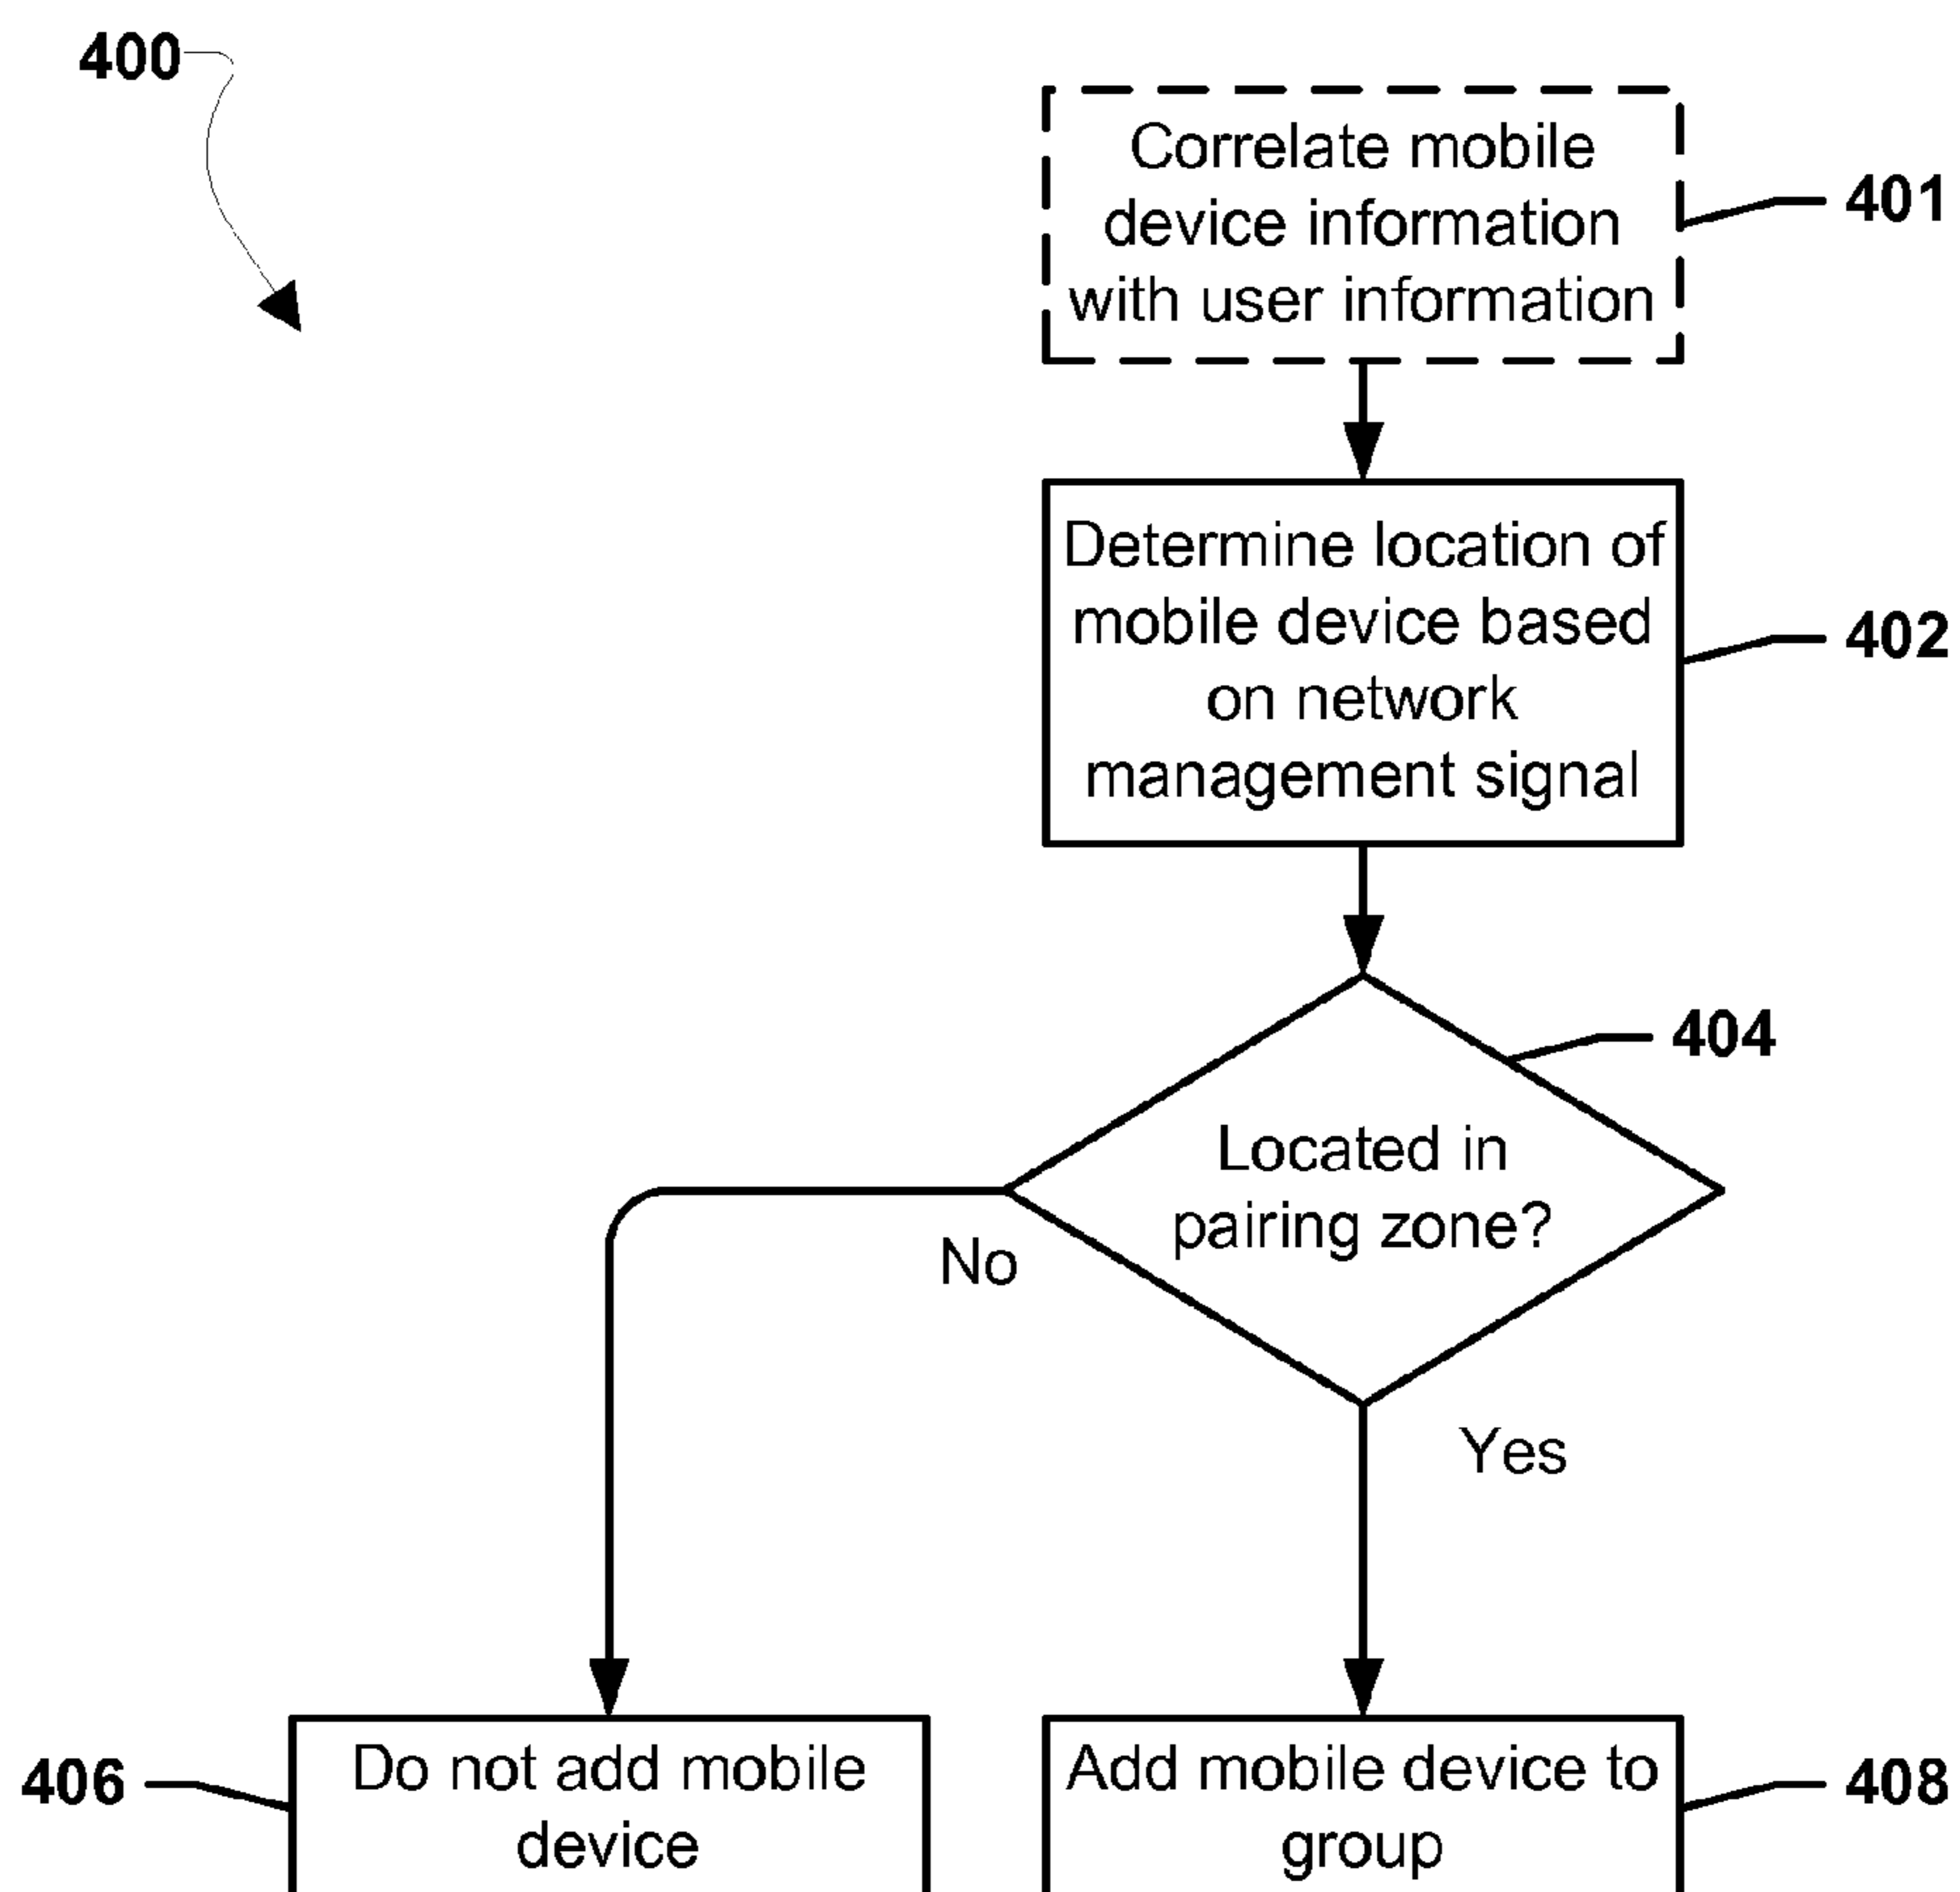 400
Correlate mobile
device information
with user information
401
Determine location of
mobile device based
on network
management signal
402
404
Located in
pairing zone?
No
Yes
406
Do not add mobile
device
Add mobile device to
group
408